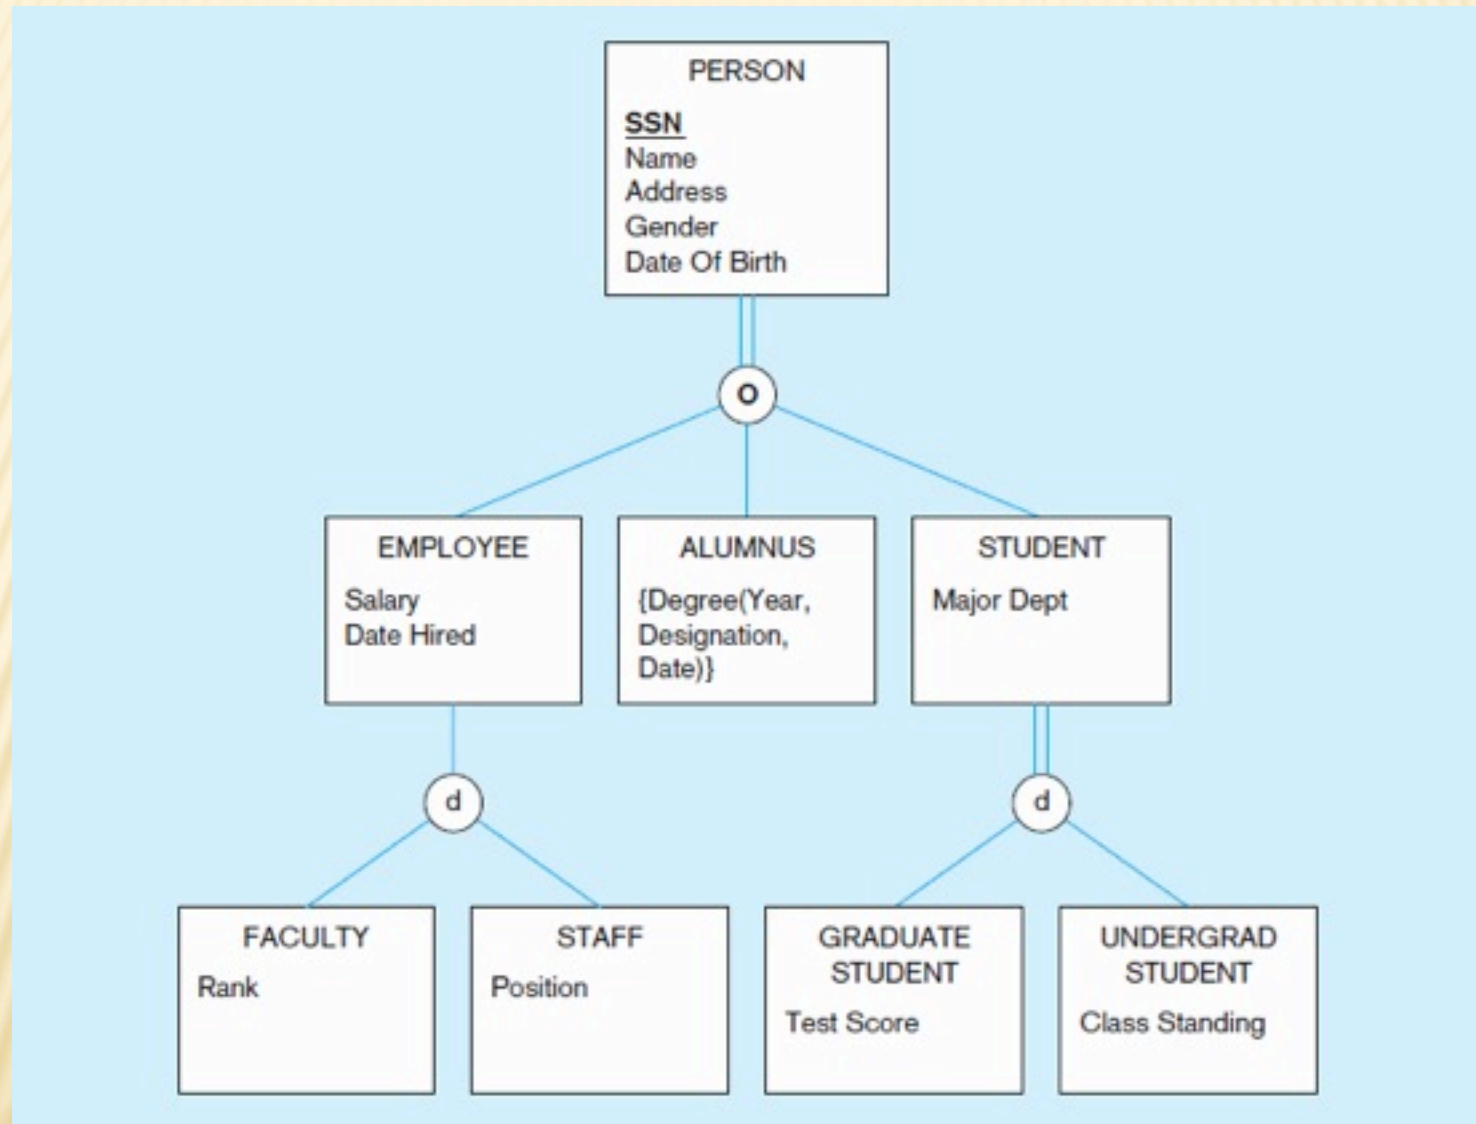 PERSON
SSN
Name
Address
Gender
Date Of Birth
O
EMPLOYEE
Salary
Date Hired
ALUMNUS
{Degree(Year,
Designation,
Date)}
STUDENT
Major Dept
d
d
FACULTY
Rank
STAFF
Position
GRADUATE
STUDENT
Test Score
UNDERGRAD
STUDENT
Class Standing